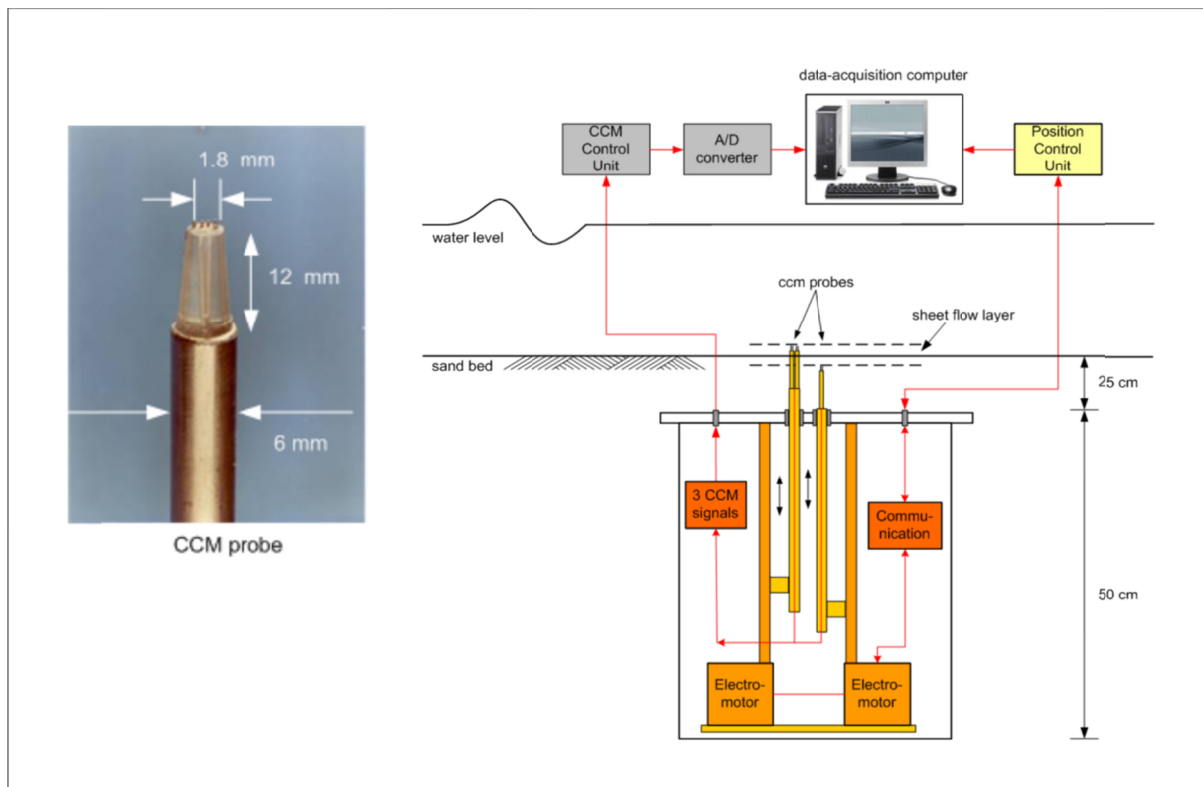 1.8 mm
12 mm
6 mm
CCM probe
data-acquisition computer
CCM
Control
Unit
A/D
converter
Position
Control
Unit
water level
ccm probes
sheet flow layer
sand bed
25 cm
3 CCM
signals
Commu-
nication
50 cm
Electro-
motor
Electro-
motor